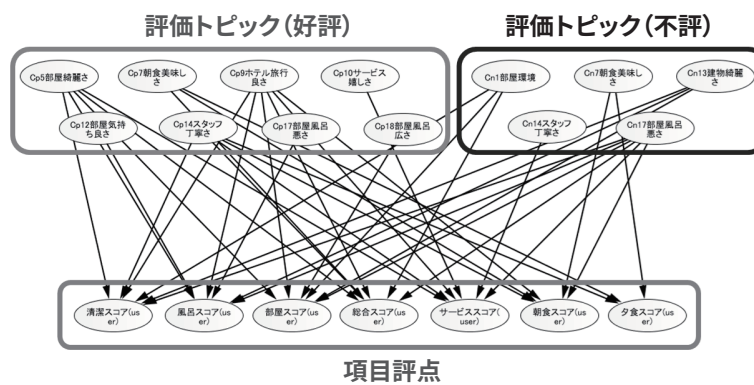 評価トピック（好評）
評価トピック（不評）
Cp5部屋綺麗さ
Cp7朝食美味し
さ
Cp9ホテル旅行
良さ
Cp10サービス
嬉しさ
Cn1部屋環境
Cn7朝食美味し
さ
Cn13建物綺麗
さ
Cp12部屋気持
ち良さ
Cp14スタッフ
丁寧さ
Cp17部屋風呂
悪さ
Cp18部屋風呂
広さ
Cn14スタッフ
丁寧さ
Cn17部屋風呂
悪さ
清潔スコア(us
er)
風呂スコア(us
er)
部屋スコア(us
er)
総合スコア(us
er)
サービススコア(
user)
朝食スコア(us
er)
夕食スコア(us
er)
項目評点